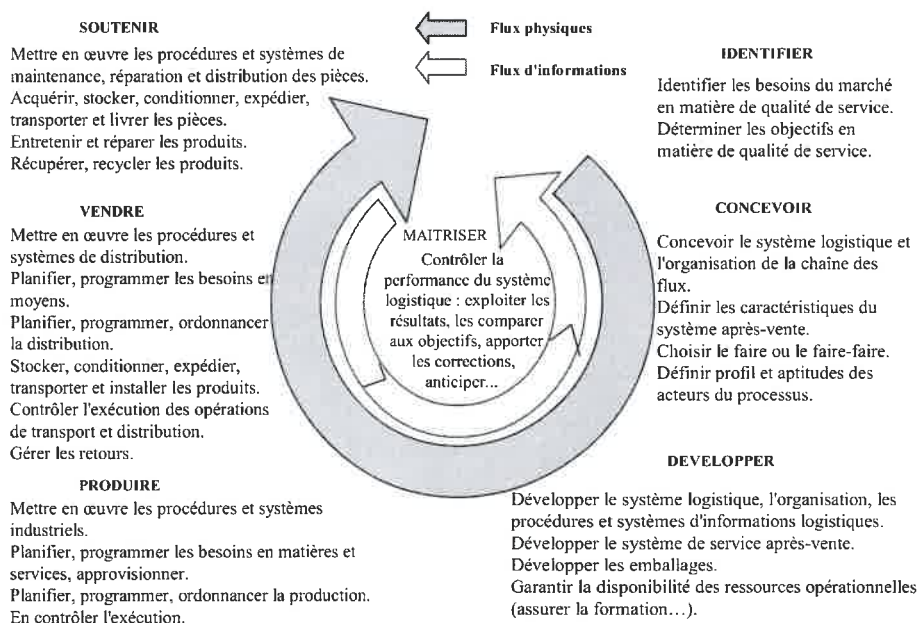 SOUTENIR
Mettre en œuvre les procédures et systèmes de
maintenance, réparation et distribution des pièces.
Acquérir, stocker, conditionner, expédier,
transporter et livrer les pièces.
Entretenir et réparer les produits.
Récupérer, recycler les produits.
Flux physiques
Flux d'informations
IDENTIFIER
Identifier les besoins du marché
en matière de qualité de service.
Déterminer les objectifs en
matière de qualité de service.
VENDRE
Mettre en œuvre les procédures et
systèmes de distribution.
Planifier, programmer les besoins en
moyens.
Planifier, programmer, ordonnancer
la distribution.
Stocker, conditionner, expédier,
transporter et installer les produits.
Contrôler l'exécution des opérations
de transport et distribution.
Gérer les retours.
MAITRISER
Contrôler la
performance du système
logistique : exploiter les
résultats, les comparer
aux objectifs, apporter
les corrections,
anticiper...
CONCEVOIR
Concevoir le système logistique et
l'organisation de la chaîne des
flux.
Définir les caractéristiques du
système après-vente.
Choisir le faire ou le faire-faire.
Définir profil et aptitudes des
acteurs du processus.
PRODUIRE
Mettre en œuvre les procédures et systèmes
industriels.
Planifier, programmer les besoins en matières et
services, approvisionner.
Planifier, programmer, ordonnancer la production.
En contrôler l'exécution.
DEVELOPPER
Développer le système logistique, l'organisation, les
procédures et systèmes d'informations logistiques.
Développer le système de service après-vente.
Développer les emballages.
Garantir la disponibilité des ressources opérationnelles
(assurer la formation…).